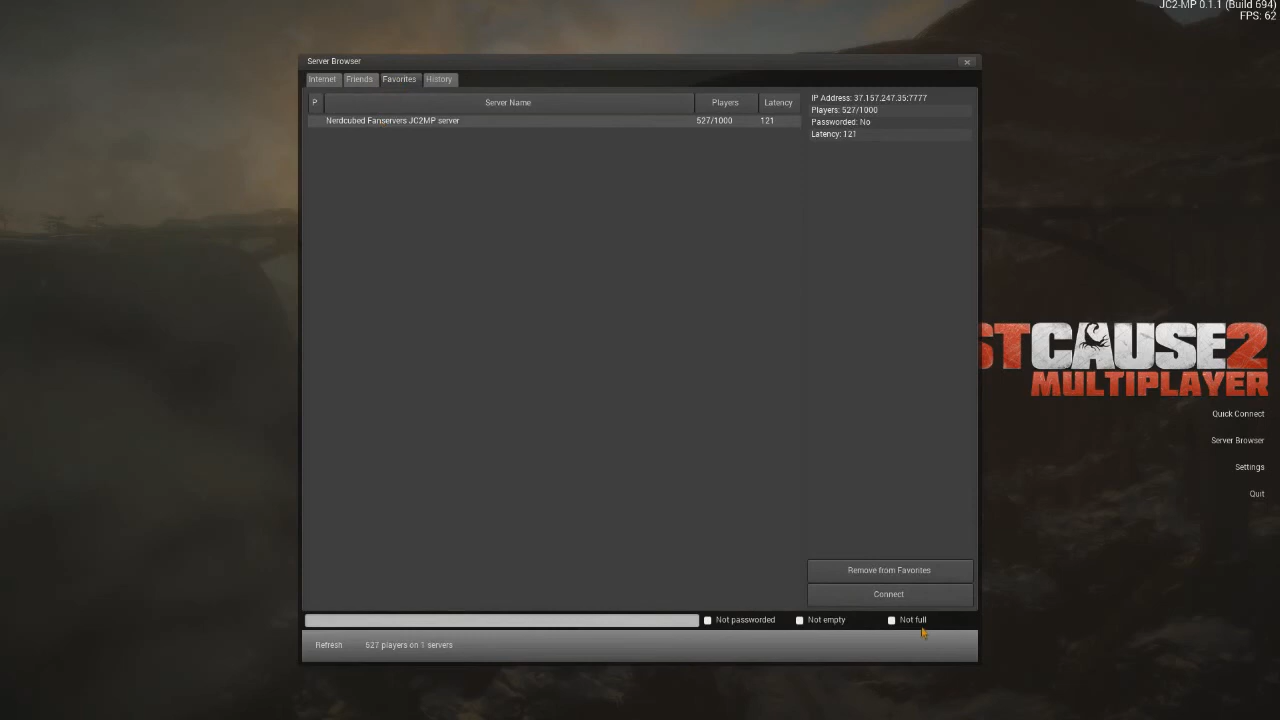 JC2-MP 0.1.1 (Build 694)
FPS: 62
Server Browser
Internet Friends Favorites History
P Server Name Players Latency
Nerdcubed Fanservers JC2MP server 527/1000 121
IP Address: 37.157.247.35:7777
Players: 527/1000
Passworded: No
Latency: 121
ST CAUSE 2
MULTIPLAYER
Quick Connect
Server Browser
Settings
Quit
Remove from Favorites
Connect
Not passworded Not empty Not full
Refresh 527 players on 1 servers